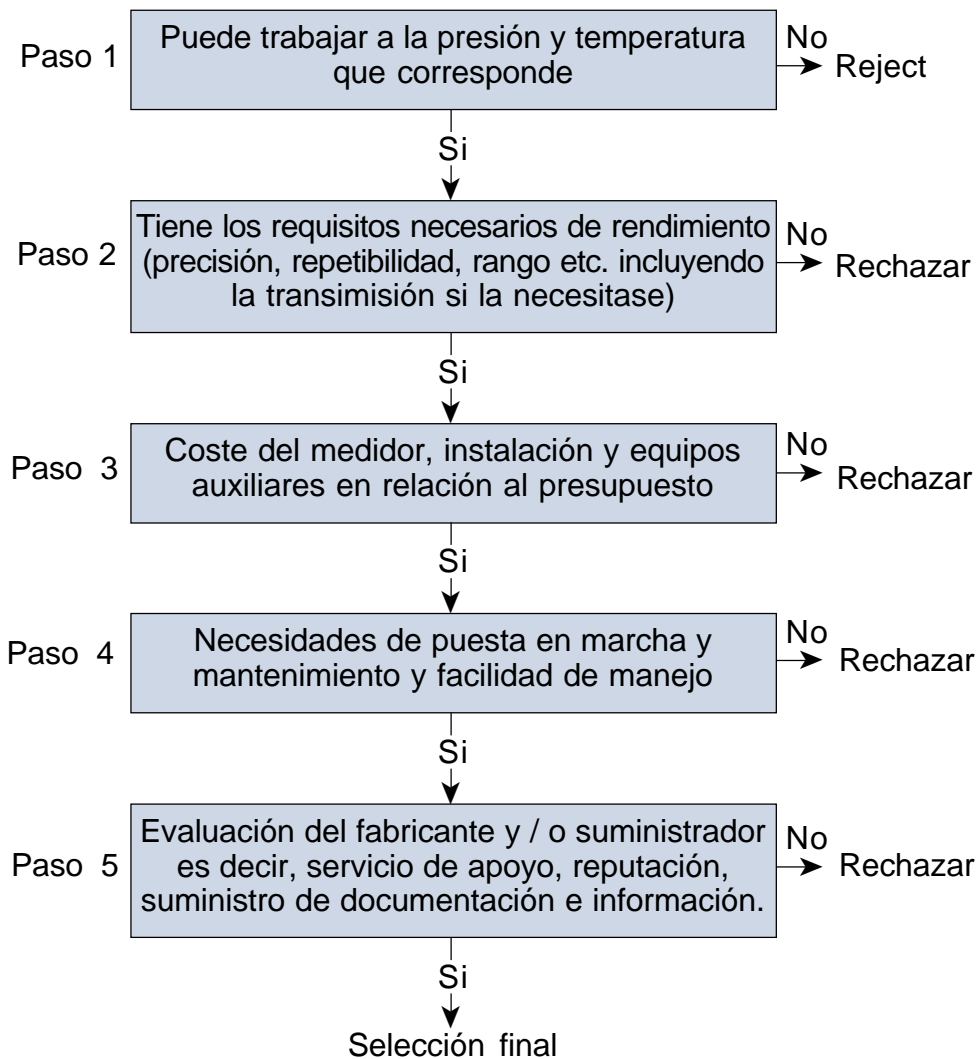 Paso 1
Puede trabajar a la presión y temperatura
que corresponde
No
Reject
Si
Paso 2
Tiene los requisitos necesarios de rendimiento
(precisión, repetibilidad, rango etc. incluyendo
la transimisión si la necesitase)
No
Rechazar
Si
Paso 3
Coste del medidor, instalación y equipos
auxiliares en relación al presupuesto
No
Rechazar
Si
Paso 4
Necesidades de puesta en marcha y
mantenimiento y facilidad de manejo
No
Rechazar
Si
Paso 5
Evaluación del fabricante y / o suministrador
es decir, servicio de apoyo, reputación,
suministro de documentación e información.
No
Rechazar
Si
Selección final